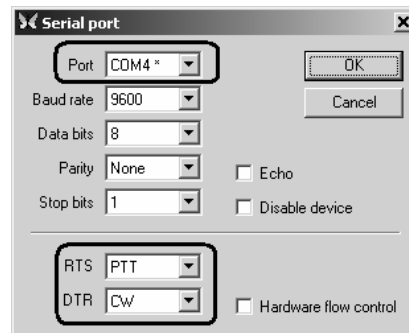 Serial port
Port COM4 * OK
Baud rate 9600 Cancel
Data bits 8
Parity None Echo
Stop bits 1 Disable device
RTS PTT
DTR CW Hardware flow control